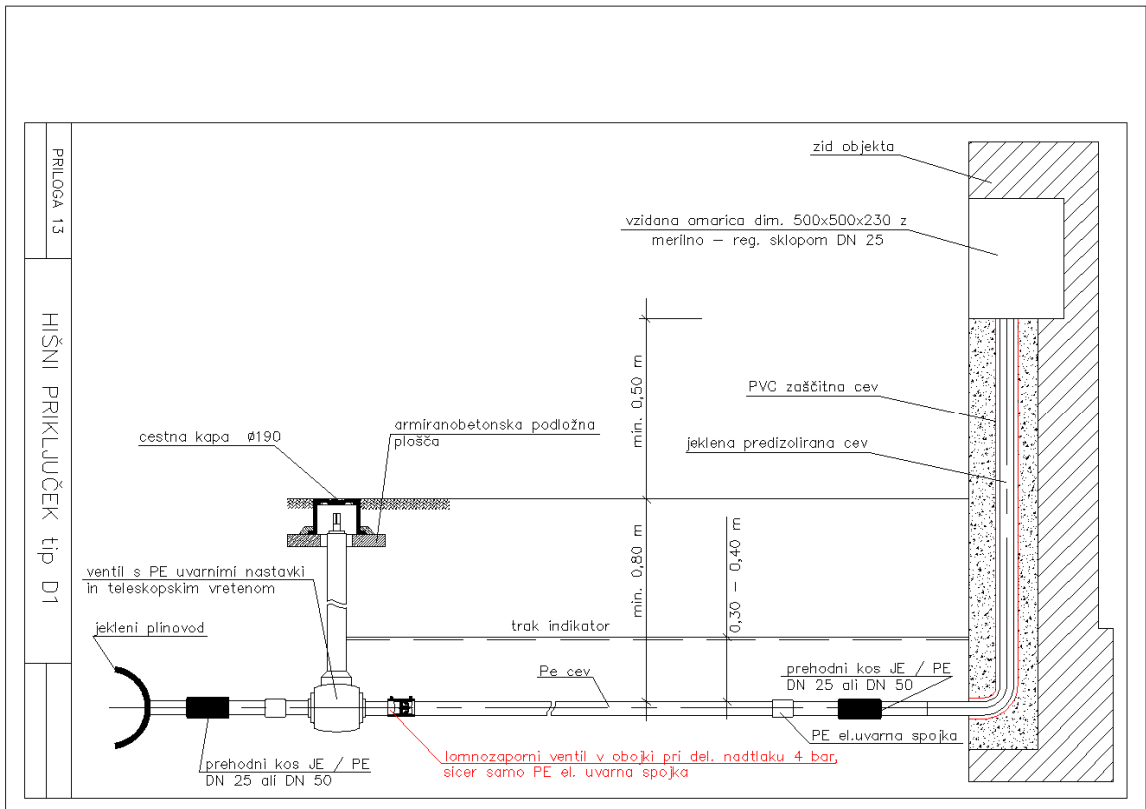 PRILOGA 13
HIŠNI PRIKLJUČEK tip D1
zid objekta
vzidana omarica dim. 500x500x230 z
merilno – reg. sklopom DN 25
min. 0,50 m
PVC zaščitna cev
jeklena predizolirana cev
cestna kapa Ø190
armiranobetonska podložna
plošča
min. 0,80 m
0,30 – 0,40 m
ventil s PE uvarnimi nastavki
in teleskopskim vretenom
jekleni plinovod
trak indikator
Pe cev
prehodni kos JE / PE
DN 25 ali DN 50
PE el.uvarna spojka
prehodni kos JE / PE
DN 25 ali DN 50
lomnozaporni ventil v obojki pri del. nadtlaku 4 bar,
sicer samo PE el. uvarna spojka